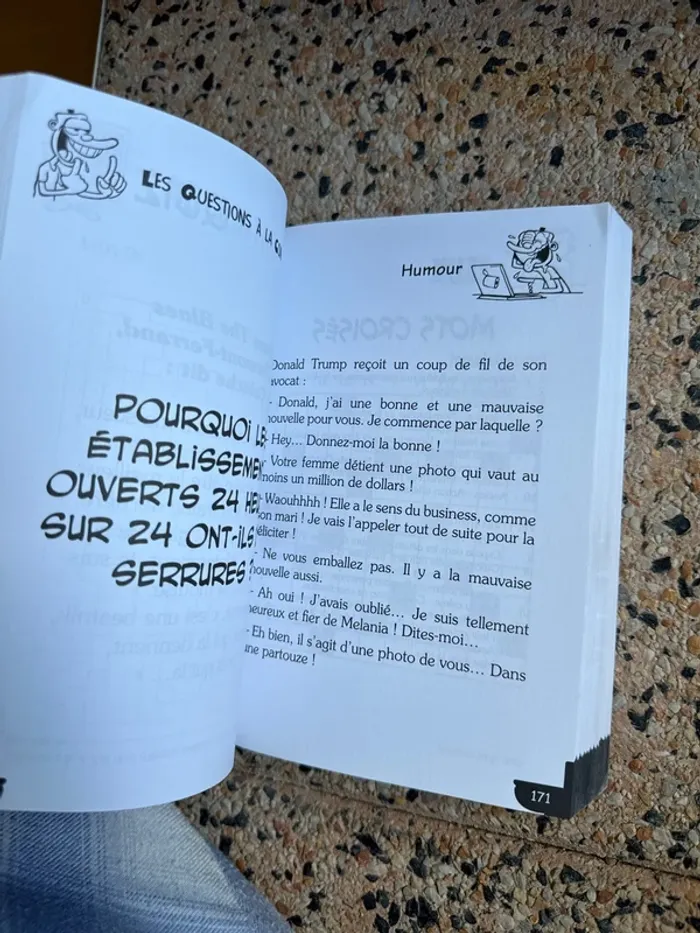 LES QUESTIONS À LA
POURQUOI
ÉTABLISSEME
OUVERTS 24
SUR 24 ONT-ILS
SERRURES ?
Humour
Donald Trump reçoit un coup de fil de son
avocat :
- Donald, j'ai une bonne et une mauvaise
nouvelle pour vous. Je commence par laquelle ?
- Hey... Donnez-moi la bonne !
- Votre femme détient une photo qui vaut au
moins un million de dollars !
- Waouhhhh ! Elle a le sens du business, comme
son mari ! Je vais l'appeler tout de suite pour la
féliciter !
- Ne vous emballez pas. Il y a la mauvaise
nouvelle aussi.
- Ah oui ! J'avais oublié... Je suis tellement
heureux et fier de Melania ! Dites-moi...
- Eh bien, il s'agit d'une photo de vous... Dans
une partouze !
171